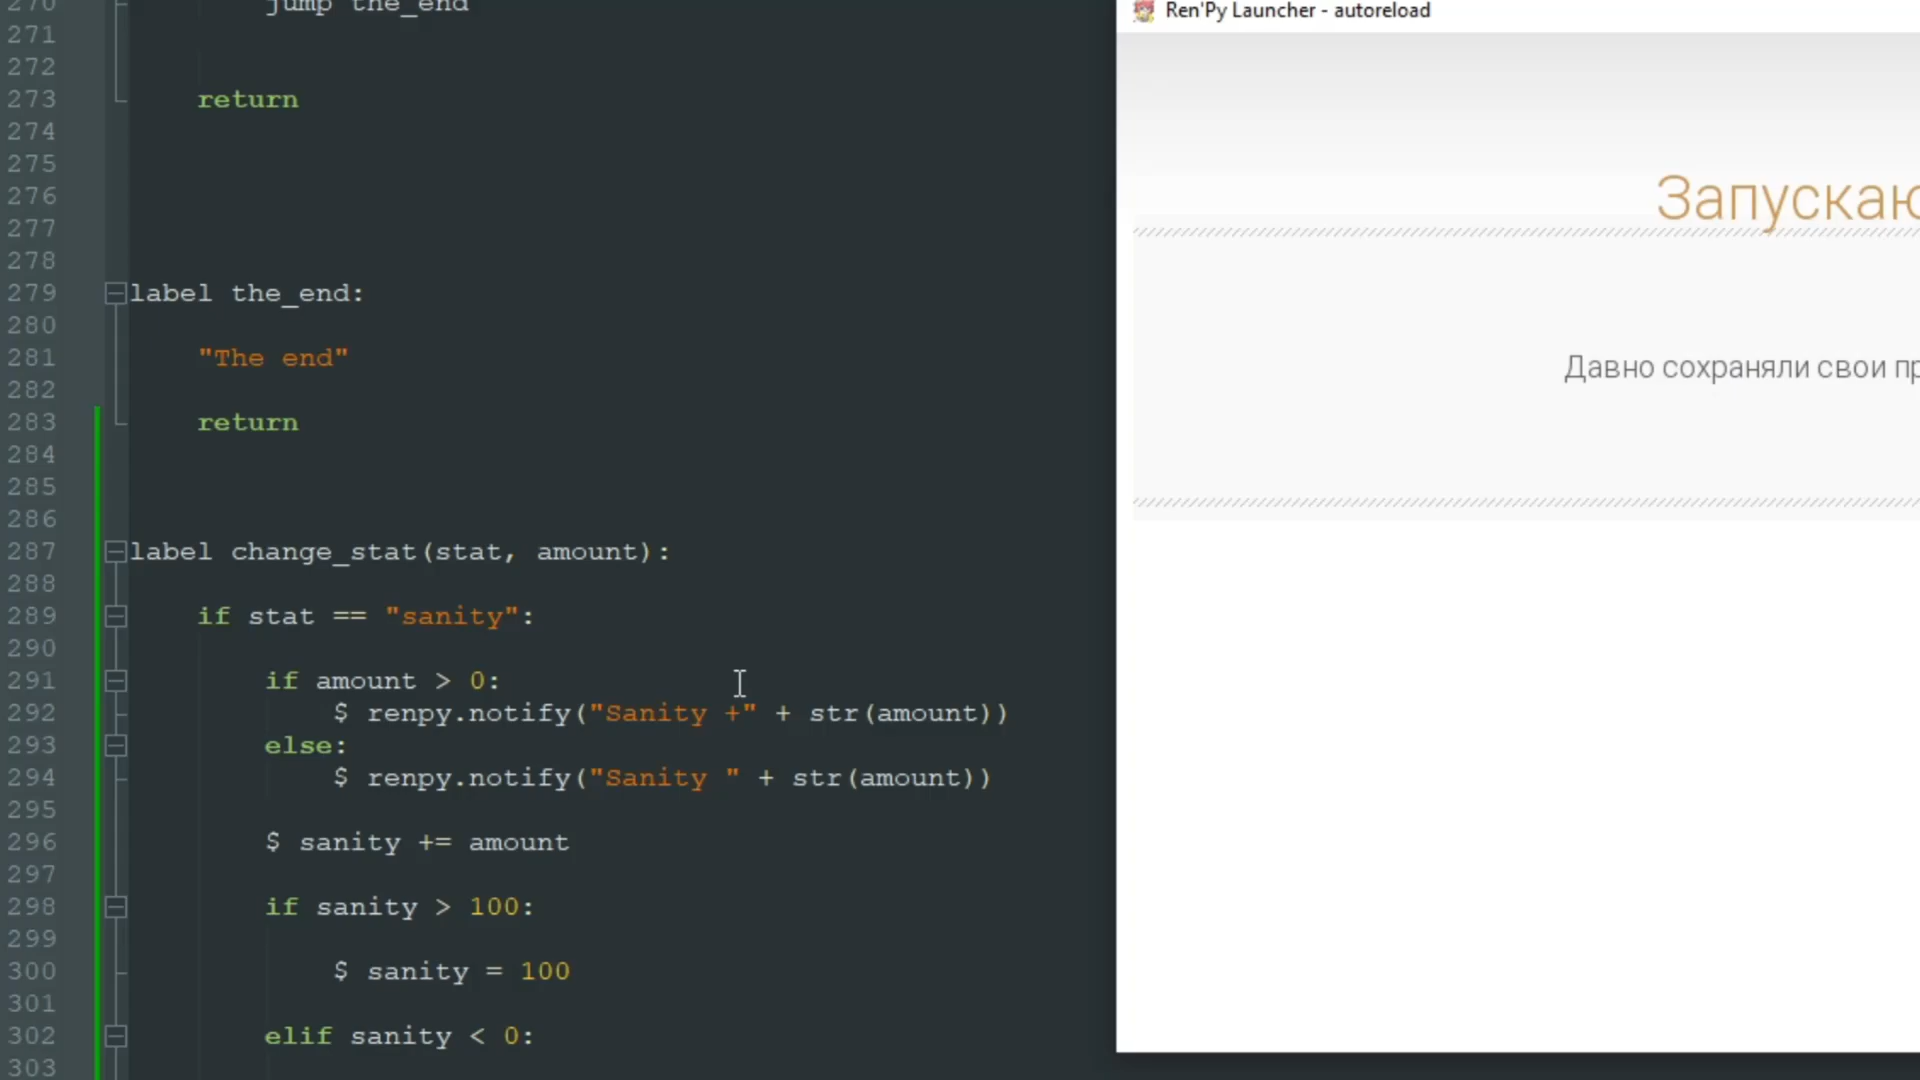 270 jump the_end
271
272
273 return
274
275
276
277
278
279 label the_end:
280
281 "The end"
282
283 return
284
285
286
287 label change_stat(stat, amount):
288
289 if stat == "sanity":
290
291 if amount > 0:
292 $ renpy.notify("Sanity +" + str(amount))
293 else:
294 $ renpy.notify("Sanity " + str(amount))
295
296 $ sanity += amount
297
298 if sanity > 100:
299
300 $ sanity = 100
301
302 elif sanity < 0:
303
Ren'Py Launcher - autoreload
Запускаю
Давно сохраняли свои пр